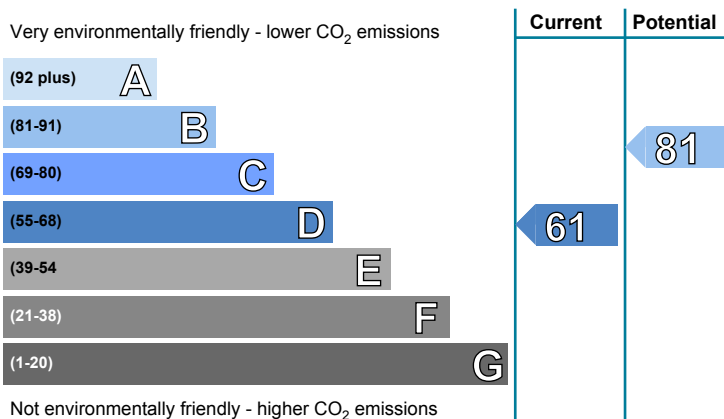 Current Potential
Very environmentally friendly - lower CO₂ emissions
(92 plus) A
(81-91) B
81
(69-80) C
(55-68) D 61
(39-54 E
(21-38) F
(1-20) G
Not environmentally friendly - higher CO₂ emissions